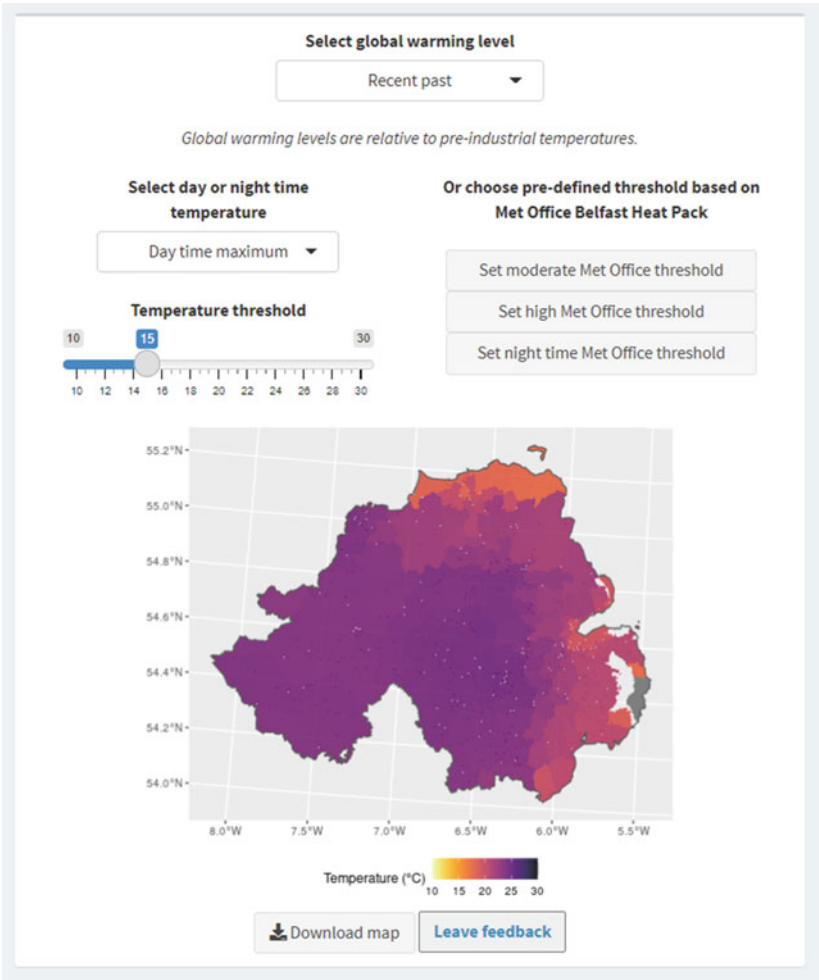 Select global warming level
Recent past
Global warming levels are relative to pre-industrial temperatures.
Select day or night time
temperature
Day time maximum
Temperature threshold
10 15 30
10 12 14 16 18 20 22 24 26 28 30
Or choose pre-defined threshold based on
Met Office Belfast Heat Pack
Set moderate Met Office threshold
Set high Met Office threshold
Set night time Met Office threshold
55.2°N
55.0°N
54.8°N
54.6°N
54.4°N
54.2°N
54.0°N
8.0°W 7.5°W 7.0°W 6.5°W 6.0°W 5.5°W
Temperature (°C)
10 15 20 25 30
Download map
Leave feedback